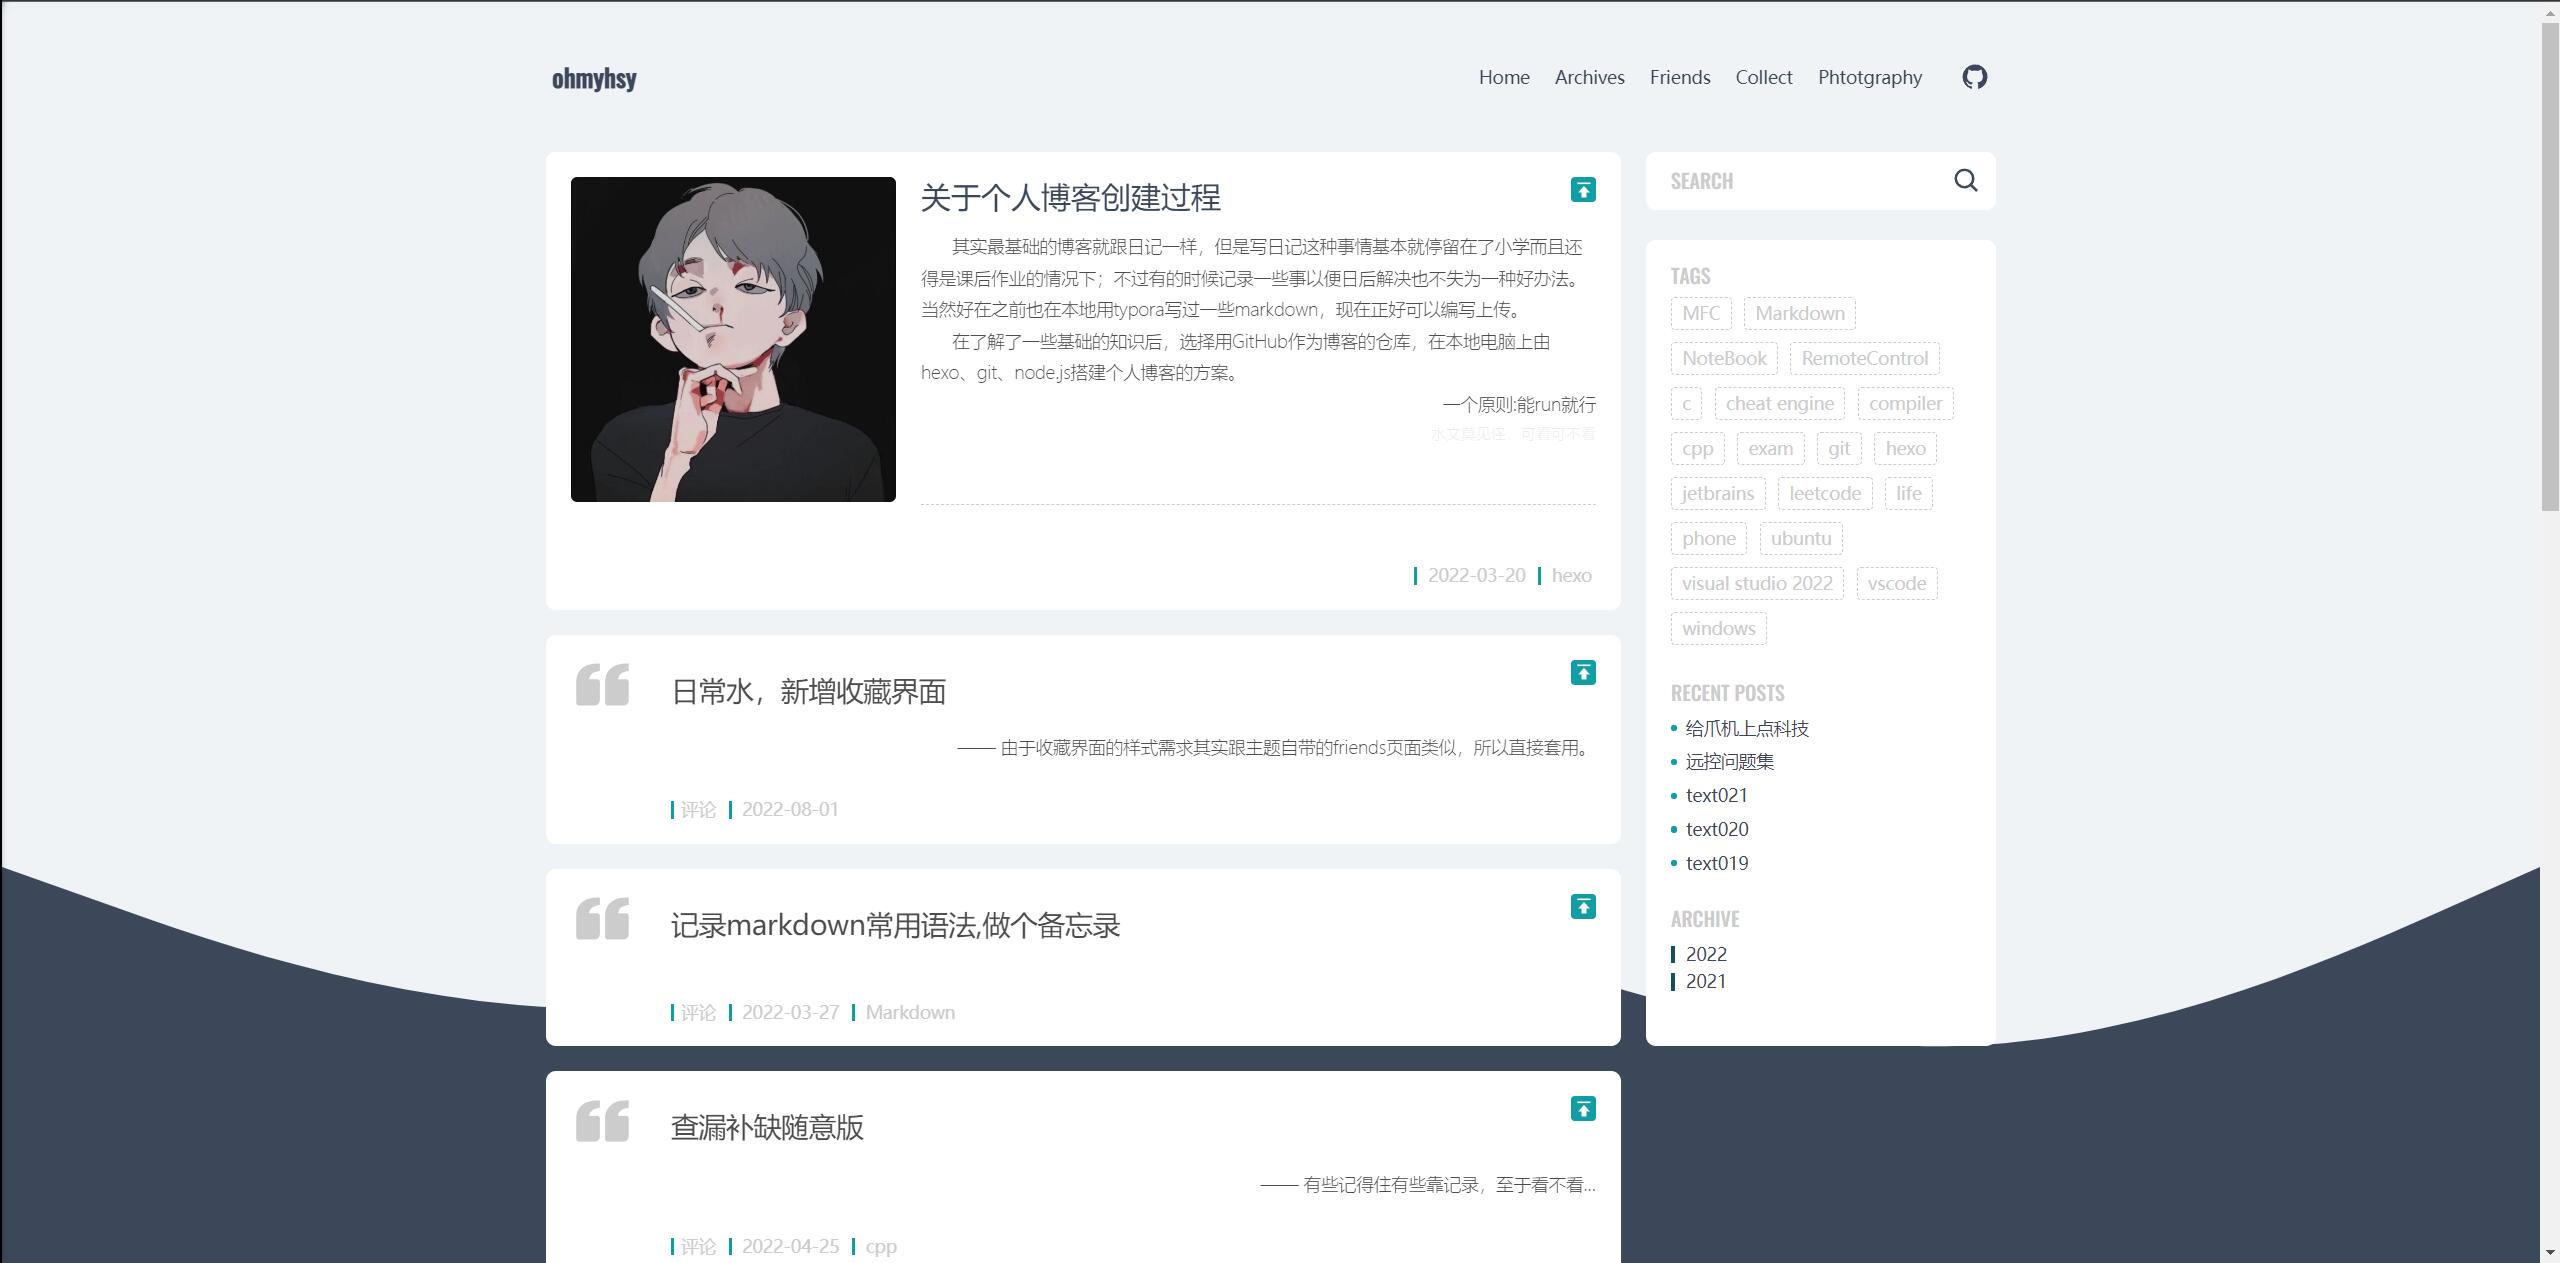 ohmyhsy
Home Archives Friends Collect Phtotgraphy
关于个人博客创建过程
其实最基础的博客就跟日记一样，但是写日记这种事情基本就停留在了小学而且还
得是课后作业的情况下；不过有的时候记录一些事以便日后解决也不失为一种好办法。
当然好在之前也在本地用typora写过一些markdown，现在正好可以编写上传。
在了解了一些基础的知识后，选择用GitHub作为博客的仓库，在本地电脑上由
hexo、git、node.js搭建个人博客的方案。
一个原则:能run就行
水文莫见怪，可看可不看
2022-03-20 hexo
日常水，新增收藏界面
—— 由于收藏界面的样式需求其实跟主题自带的friends页面类似，所以直接套用。
评论 2022-08-01
记录markdown常用语法,做个备忘录
评论 2022-03-27 Markdown
查漏补缺随意版
—— 有些记得住有些靠记录，至于看不看...
评论 2022-04-25 cpp
SEARCH
TAGS
MFC Markdown
NoteBook RemoteControl
c cheat engine compiler
cpp exam git hexo
jetbrains leetcode life
phone ubuntu
visual studio 2022 vscode
windows
RECENT POSTS
给爪机上点科技
远控问题集
text021
text020
text019
ARCHIVE
2022
2021